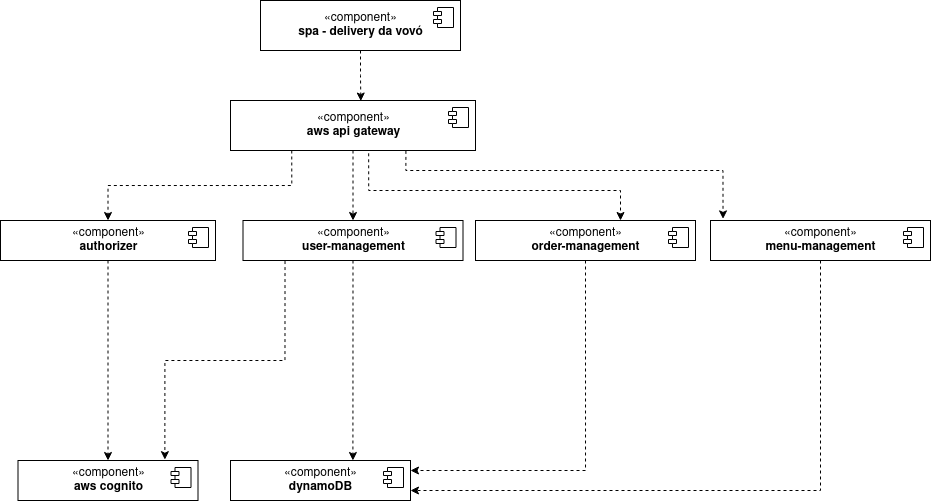 «component»
spa - delivery da vovó
«component»
aws api gateway
«component»
authorizer
«component»
user-management
«component»
order-management
«component»
menu-management
«component»
aws cognito
«component»
dynamoDB